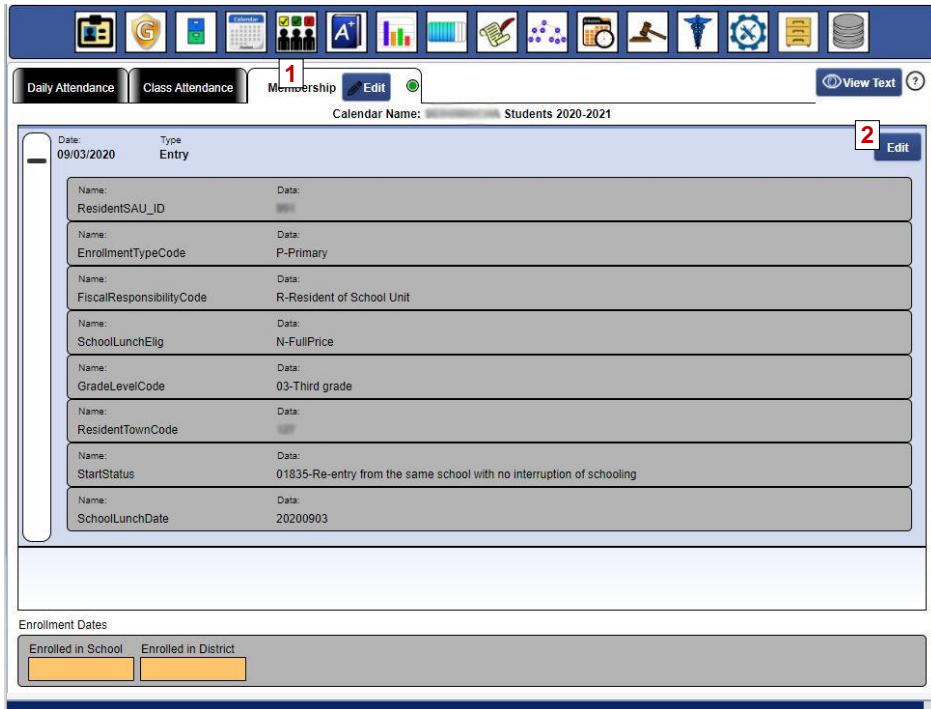 Calendar
A+
G
1
Daily Attendance Class Attendance Membership Edit View Text ?
Calendar Name: Students 2020-2021
2
Date: Type
09/03/2020 Entry Edit
Name: Data:
ResidentSAU_ID
Name: Data:
EnrollmentTypeCode P-Primary
Name: Data:
FiscalResponsibilityCode R-Resident of School Unit
Name: Data:
SchoolLunchElig N-FullPrice
Name: Data:
GradeLevelCode 03-Third grade
Name: Data:
ResidentTownCode
Name: Data:
StartStatus 01835-Re-entry from the same school with no interruption of schooling
Name: Data:
SchoolLunchDate 20200903
Enrollment Dates
Enrolled in School Enrolled in District